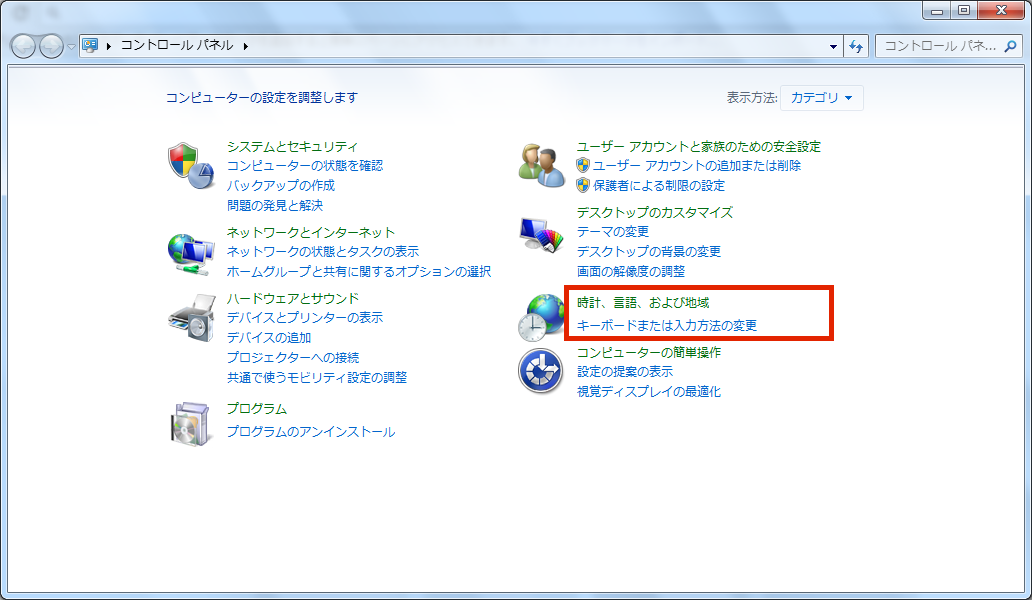 コントロール パネル
コントロール パネ...
コンピューターの設定を調整します
表示方法: カテゴリ
システムとセキュリティ
コンピューターの状態を確認
バックアップの作成
問題の発見と解決
ネットワークとインターネット
ネットワークの状態とタスクの表示
ホームグループと共有に関するオプションの選択
ハードウェアとサウンド
デバイスとプリンターの表示
デバイスの追加
プロジェクターへの接続
共通で使うモビリティ設定の調整
プログラム
プログラムのアンインストール
ユーザー アカウントと家族のための安全設定
ユーザー アカウントの追加または削除
保護者による制限の設定
デスクトップのカスタマイズ
テーマの変更
デスクトップの背景の変更
画面の解像度の調整
時計、言語、および地域
キーボードまたは入力方法の変更
コンピューターの簡単操作
設定の提案の表示
視覚ディスプレイの最適化